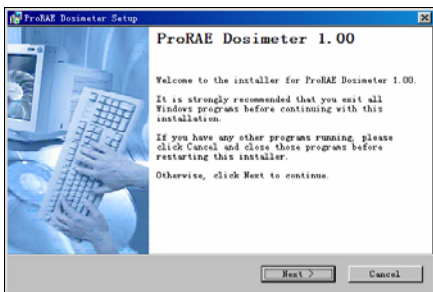 ProRAE Dosimeter Setup
ProRAE Dosimeter 1.00
Welcome to the installer for ProRAE Dosimeter 1.00.
It is strongly recommended that you exit all
Windows programs before continuing with this
installation.
If you have any other programs running, please
click Cancel and close those programs before
restarting this installer.
Otherwise, click Next to continue.
Next >
Cancel